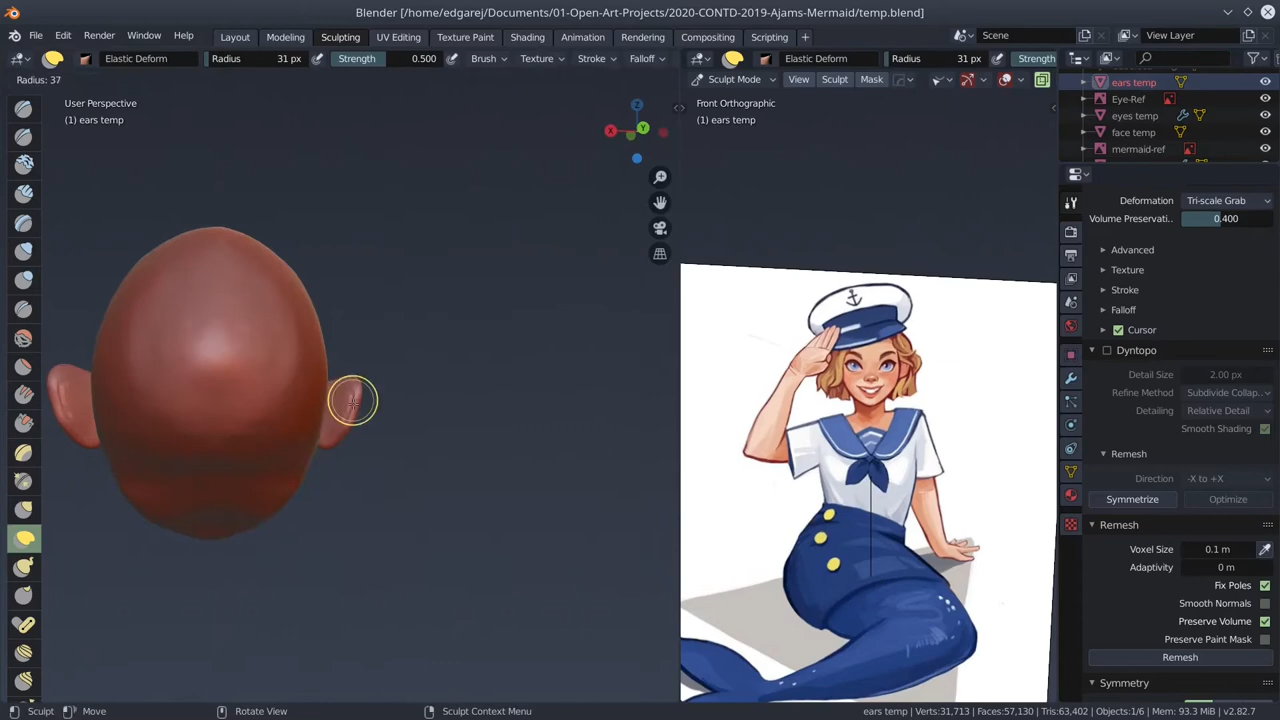 Blender [/home/edgarej/Documents/01-Open-Art-Projects/2020-CONTD-2019-Ajams-Mermaid/temp.blend]
File Edit Render Window Help Layout Modeling Sculpting UV Editing Texture Paint Shading Animation Rendering Compositing Scripting + Scene View Layer
Elastic Deform Radius 31 px Strength 0.500 Brush Texture Stroke Falloff Elastic Deform Radius 31 px Strength
Radius: 37 Sculpt Mode View Sculpt Mask
User Perspective
(1) ears temp
Front Orthographic
(1) ears temp
X Y Z
ears temp
Eye-Ref
eyes temp
face temp
mermaid-ref
Deformation Tri-scale Grab
Volume Preservati.. 0.400
Advanced
Texture
Stroke
Falloff
Cursor
Dyntopo
Detail Size 2.00 px
Refine Method Subdivide Collap..
Detailing Relative Detail
Smooth Shading
Remesh
Direction -X to +X
Symmetrize Optimize
Remesh
Voxel Size 0.1 m
Adaptivity 0 m
Fix Poles
Smooth Normals
Preserve Volume
Preserve Paint Mask
Remesh
Symmetry
Sculpt Move Rotate View Sculpt Context Menu ears temp | Verts:31,713 | Faces:57,130 | Tris:63,402 | Objects:1/6 | Mem: 93.3 MiB | v2.82.7